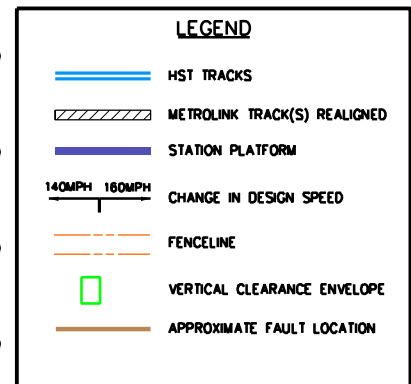 LEGEND
HST TRACKS
METROLINK TRACK(S) REALIGNED
STATION PLATFORM
140MPH 160MPH
CHANGE IN DESIGN SPEED
FENCELINE
VERTICAL CLEARANCE ENVELOPE
APPROXIMATE FAULT LOCATION